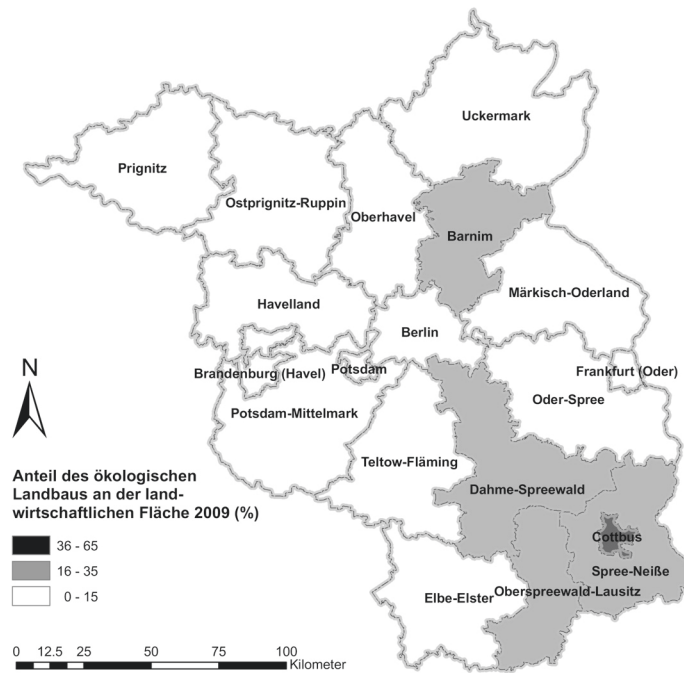 Uckermark
Prignitz
Ostprignitz-Ruppin
Oberhavel
Barnim
Havelland
Märkisch-Oderland
Berlin
Brandenburg (Havel)
Potsdam
Frankfurt (Oder)
Potsdam-Mittelmark
Oder-Spree
N
Teltow-Fläming
Anteil des ökologischen
Landbaus an der land-
wirtschaftlichen Fläche 2009 (%)
36 - 65
16 - 35
0 - 15
Dahme-Spreewald
Cottbus
Spree-Neiße
Elbe-Elster
Oberspreewald-Lausitz
0 12.5 25 50 75 100
Kilometer